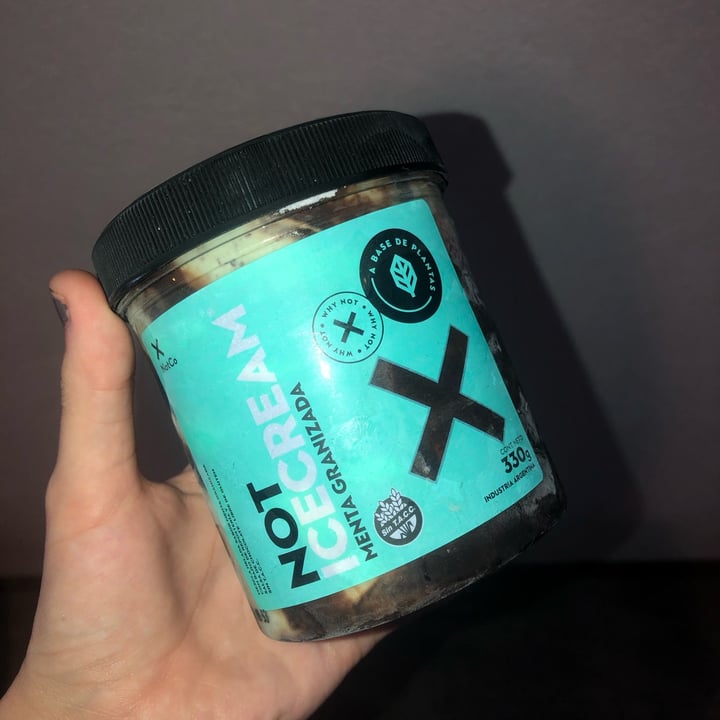 NotCo
NOT
ICECREAM
MENTA GRANIZADA
WHY NOT • WHY NOT • WHY NOT •
A BASE DE PLANTAS
Sin T.A.C.C.
CONT. NETO
330g
INDUSTRIA ARGENTINA